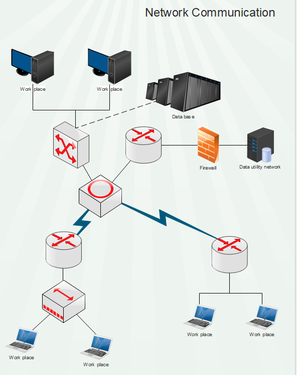 Network Communication
Work place
Work place
Data base
Firewall
Data utility network
Work place
Work place
Work place
Work place